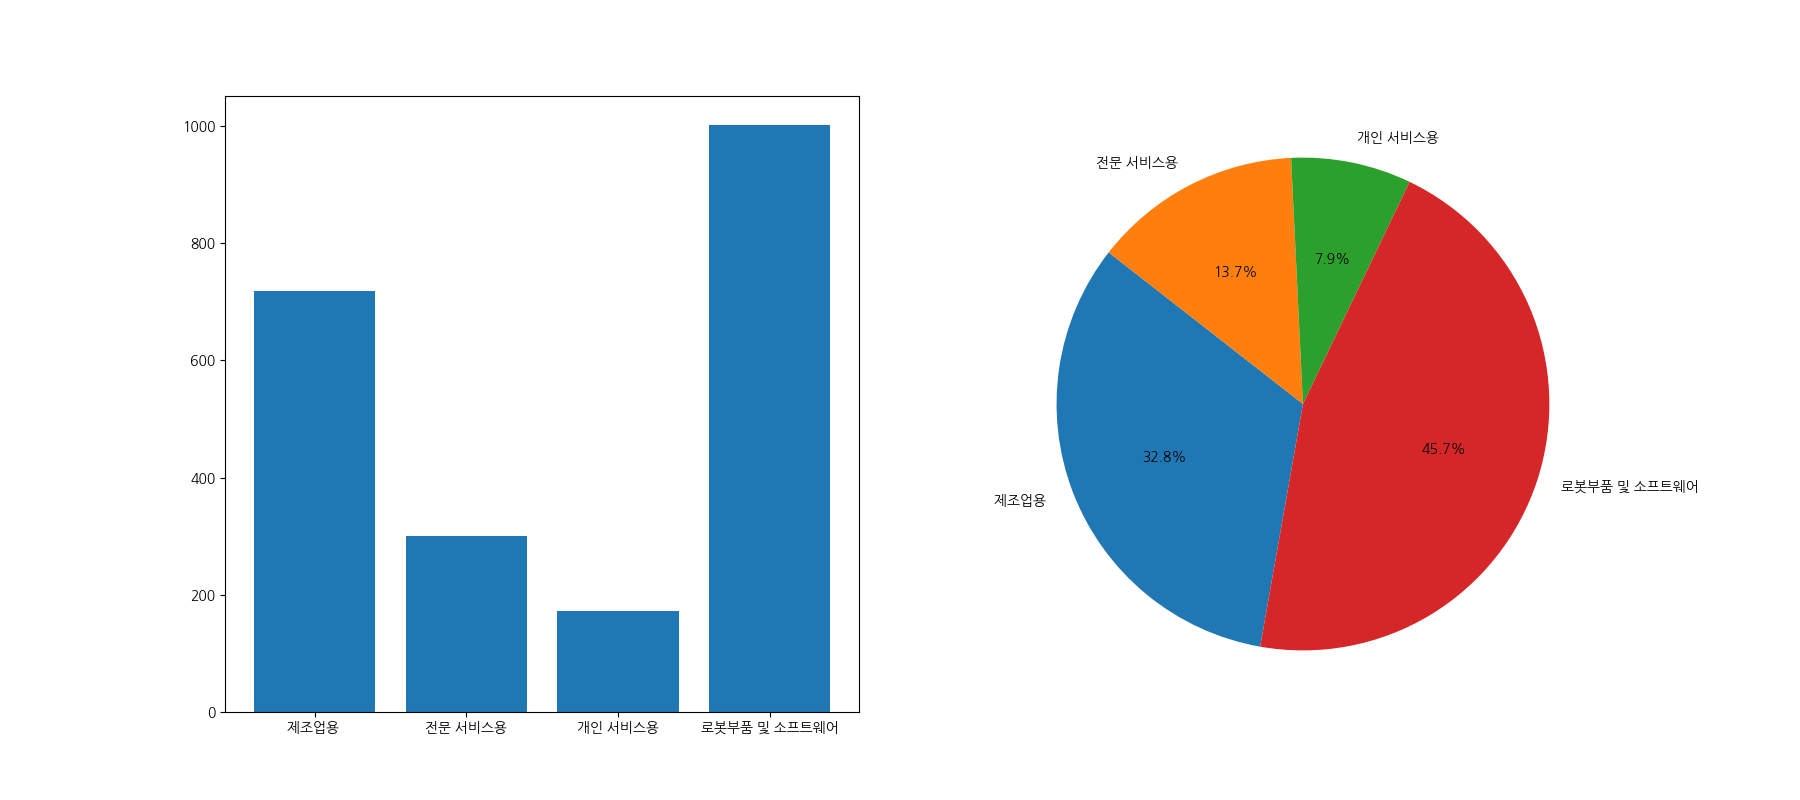 1000
800
600
400
200
0
제조업용
전문 서비스용
개인 서비스용
로봇부품 및 소프트웨어
개인 서비스용
전문 서비스용
7.9%
13.7%
45.7%
32.8%
로봇부품 및 소프트웨어
제조업용